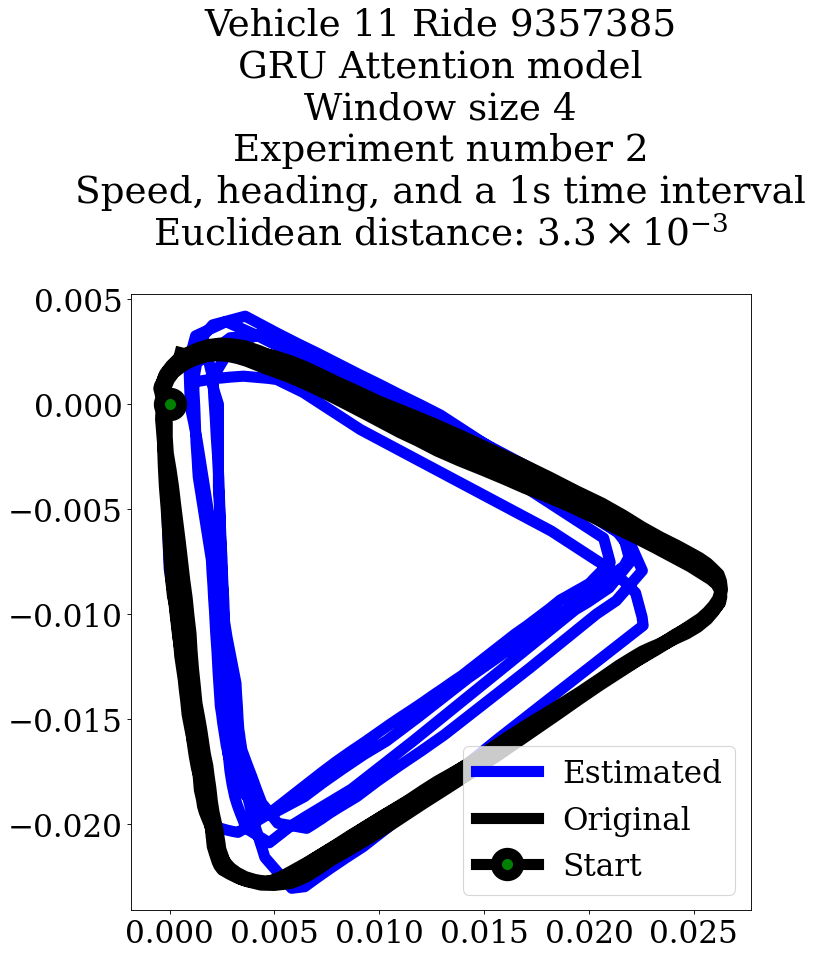 Vehicle 11 Ride 9357385
GRU Attention model
Window size 4
Experiment number 2
Speed, heading, and a 1s time interval
Euclidean distance: 3.3 × 10⁻³
0.005
0.000
−0.005
−0.010
−0.015
−0.020
Estimated
Original
Start
0.000 0.005 0.010 0.015 0.020 0.025